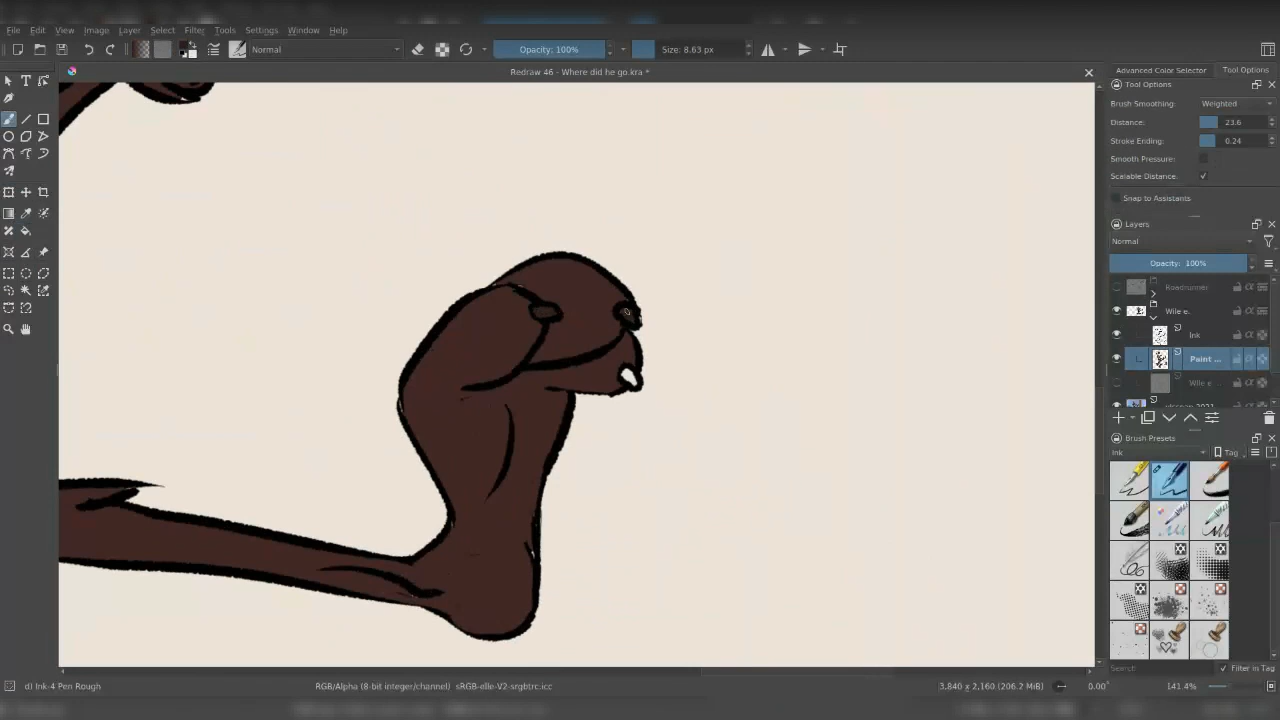 File Edit View Image Layer Select Filter Tools Settings Window Help
Normal Opacity: 100% Size: 8.63 px
Redraw 46 - Where did he go.kra *
Advanced Color Selector Tool Options
Tool Options
Brush Smoothing: Weighted
Distance: 23.6
Stroke Ending: 0.24
Smooth Pressure:
Scalable Distance:
Snap to Assistants
Layers
Normal
Opacity: 100%
Roadrunner
Wile e.
Ink
Paint ...
Wile e ...
Brush Presets
Ink Tag
Search Filter in Tag
d) Ink-4 Pen Rough RGB/Alpha (8-bit integer/channel) sRGB-elle-V2-srgbtrc.icc 3,840 x 2,160 (206.2 MiB) 0.00° 141.4%